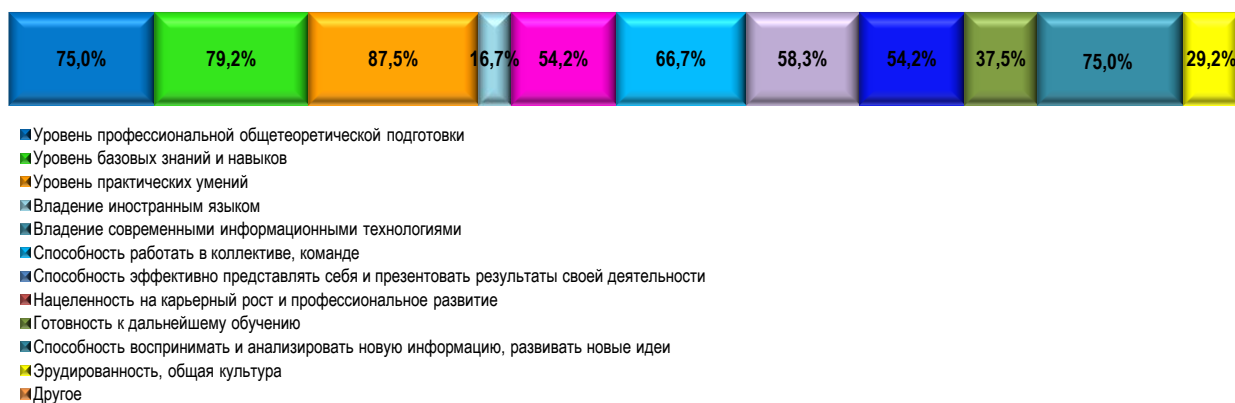 75,0% 79,2% 87,5% 16,7% 54,2% 66,7% 58,3% 54,2% 37,5% 75,0% 29,2%
Уровень профессиональной общетеоретической подготовки
Уровень базовых знаний и навыков
Уровень практических умений
Владение иностранным языком
Владение современными информационными технологиями
Способность работать в коллективе, команде
Способность эффективно представлять себя и презентовать результаты своей деятельности
Нацеленность на карьерный рост и профессиональное развитие
Готовность к дальнейшему обучению
Способность воспринимать и анализировать новую информацию, развивать новые идеи
Эрудированность, общая культура
Другое